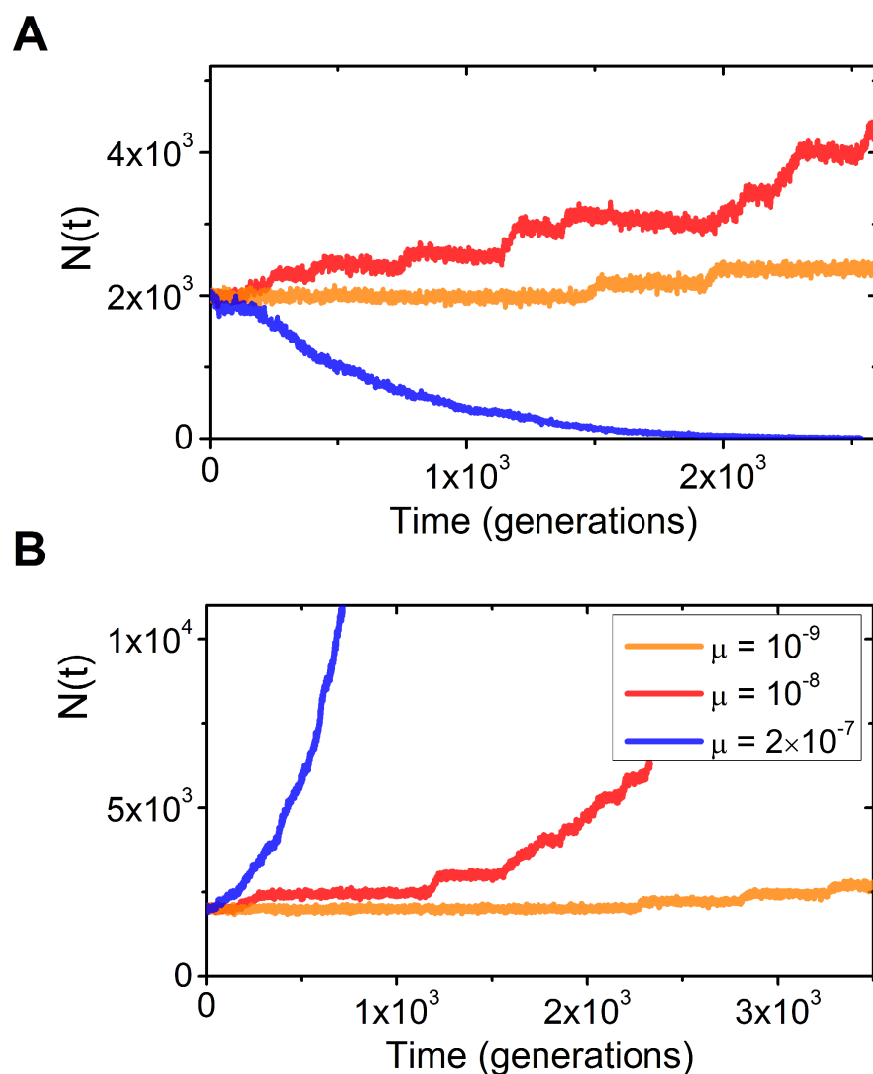 A
4x10³
2x10³
0
N(t)
0
1x10³
2x10³
Time (generations)
B
1x10⁴
5x10³
0
N(t)
μ = 10⁻⁹
μ = 10⁻⁸
μ = 2×10⁻⁷
0
1x10³
2x10³
3x10³
Time (generations)